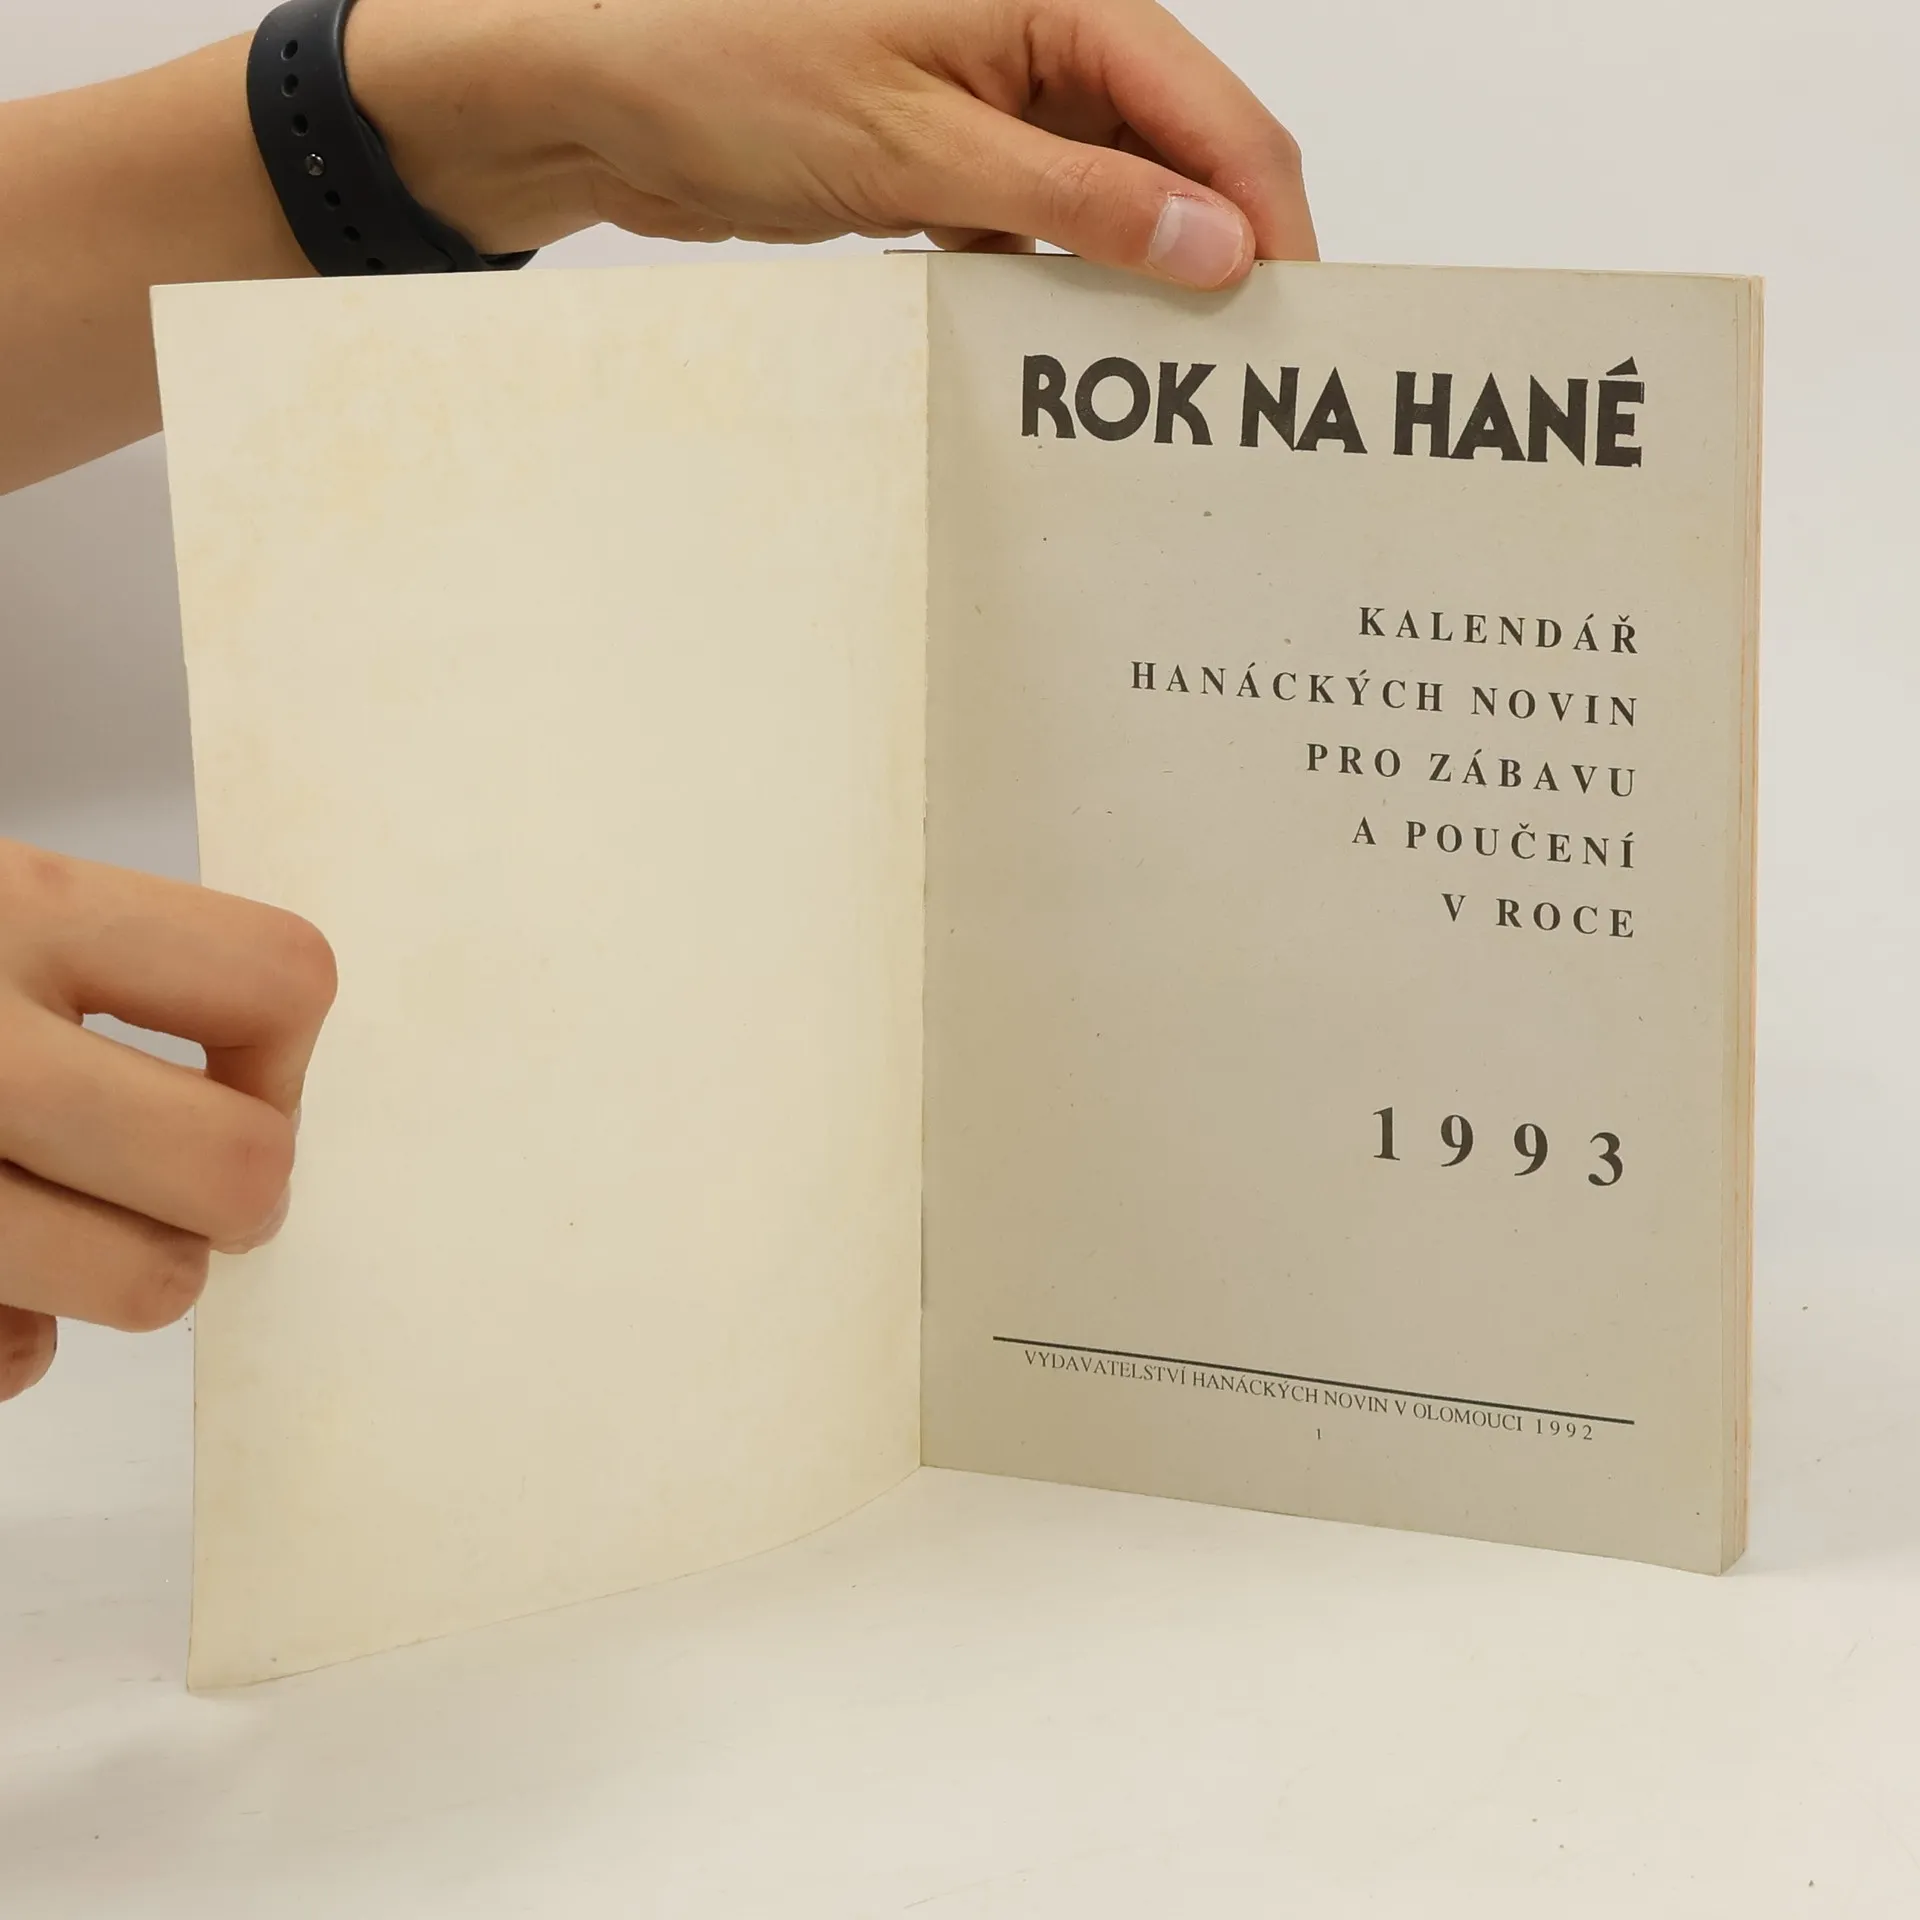 ROK NA HANÉ
KALENDÁŘ
HANÁCKÝCH NOVIN
PRO ZÁBAVU
A POUČENÍ
V ROCE
1993
VYDAVATELSTVÍ HANÁCKÝCH NOVIN V OLOMOUCI 1992
1